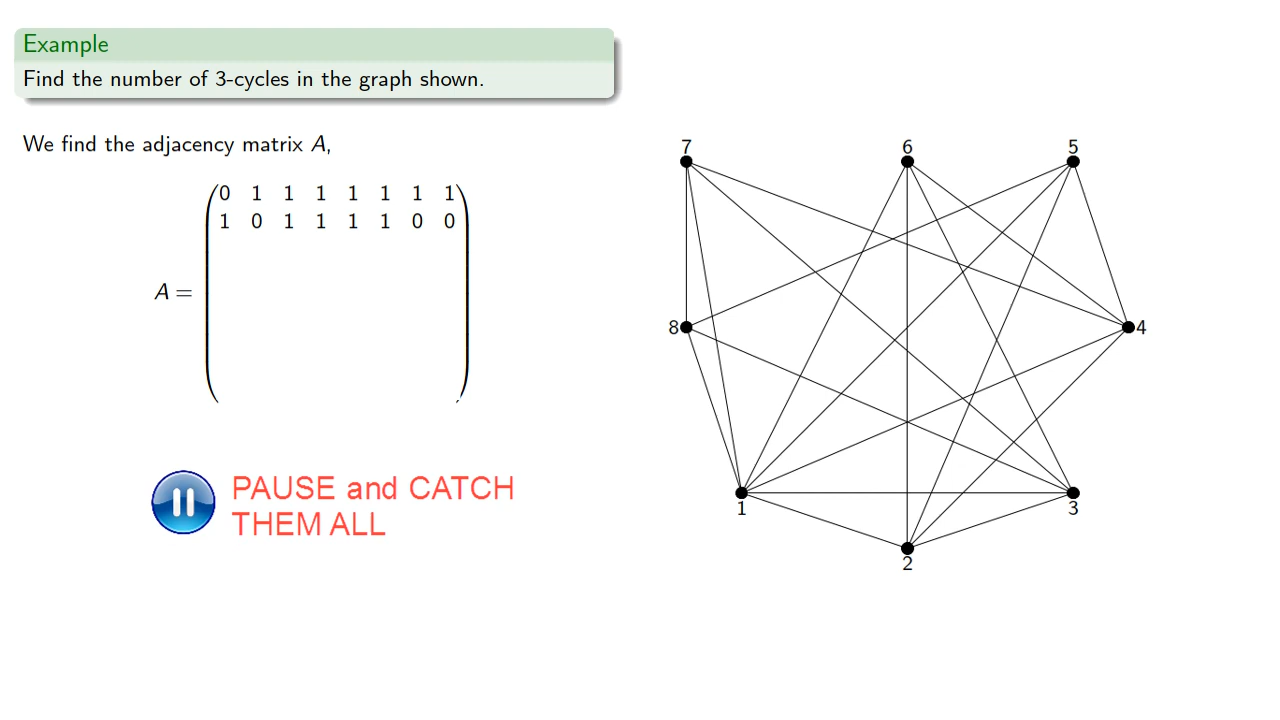 Example
Find the number of 3-cycles in the graph shown.
We find the adjacency matrix A,
0 1 1 1 1 1 1 1
1 0 1 1 1 1 0 0
A =
PAUSE and CATCH
THEM ALL
7 6 5
8 4
1 3
2